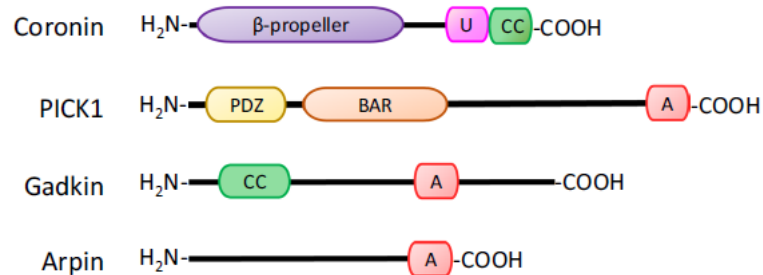 Coronin H₂N- β-propeller U CC -COOH
PICK1 H₂N- PDZ BAR A -COOH
Gadkin H₂N- CC A -COOH
Arpin H₂N- A -COOH